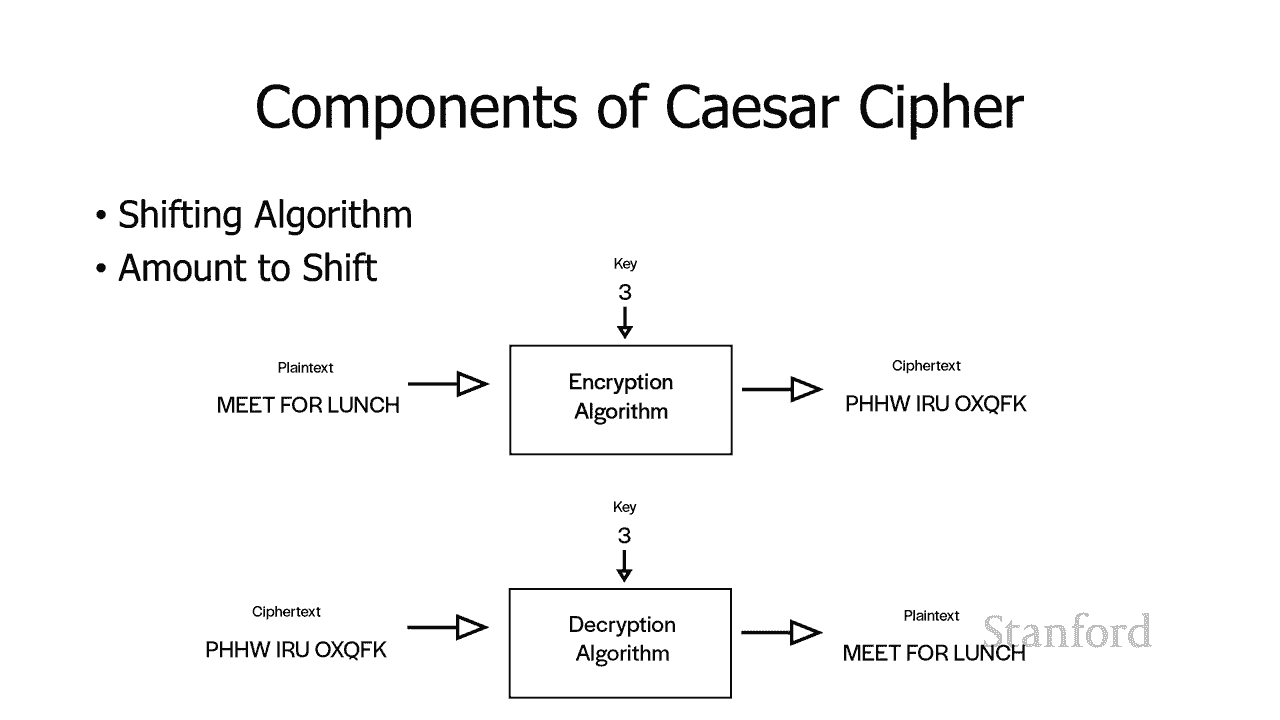 Components of Caesar Cipher
• Shifting Algorithm
• Amount to Shift
Key
3
Plaintext
MEET FOR LUNCH
Encryption
Algorithm
Ciphertext
PHHW IRU OXQFK
Key
3
Ciphertext
PHHW IRU OXQFK
Decryption
Algorithm
Plaintext
MEET FOR LUNCH
Stanford